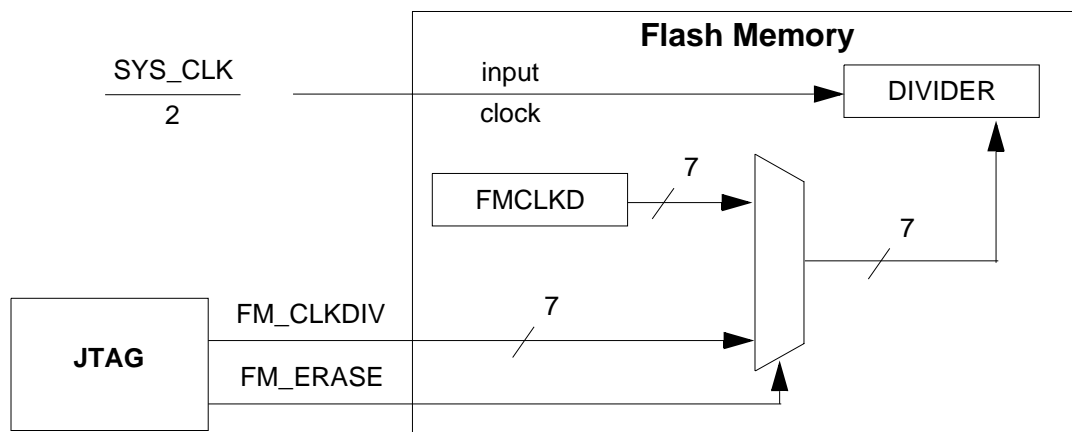 Flash Memory
SYS_CLK
2
input
clock
DIVIDER
7
FMCLKD
7
7
FM_CLKDIV
JTAG
FM_ERASE